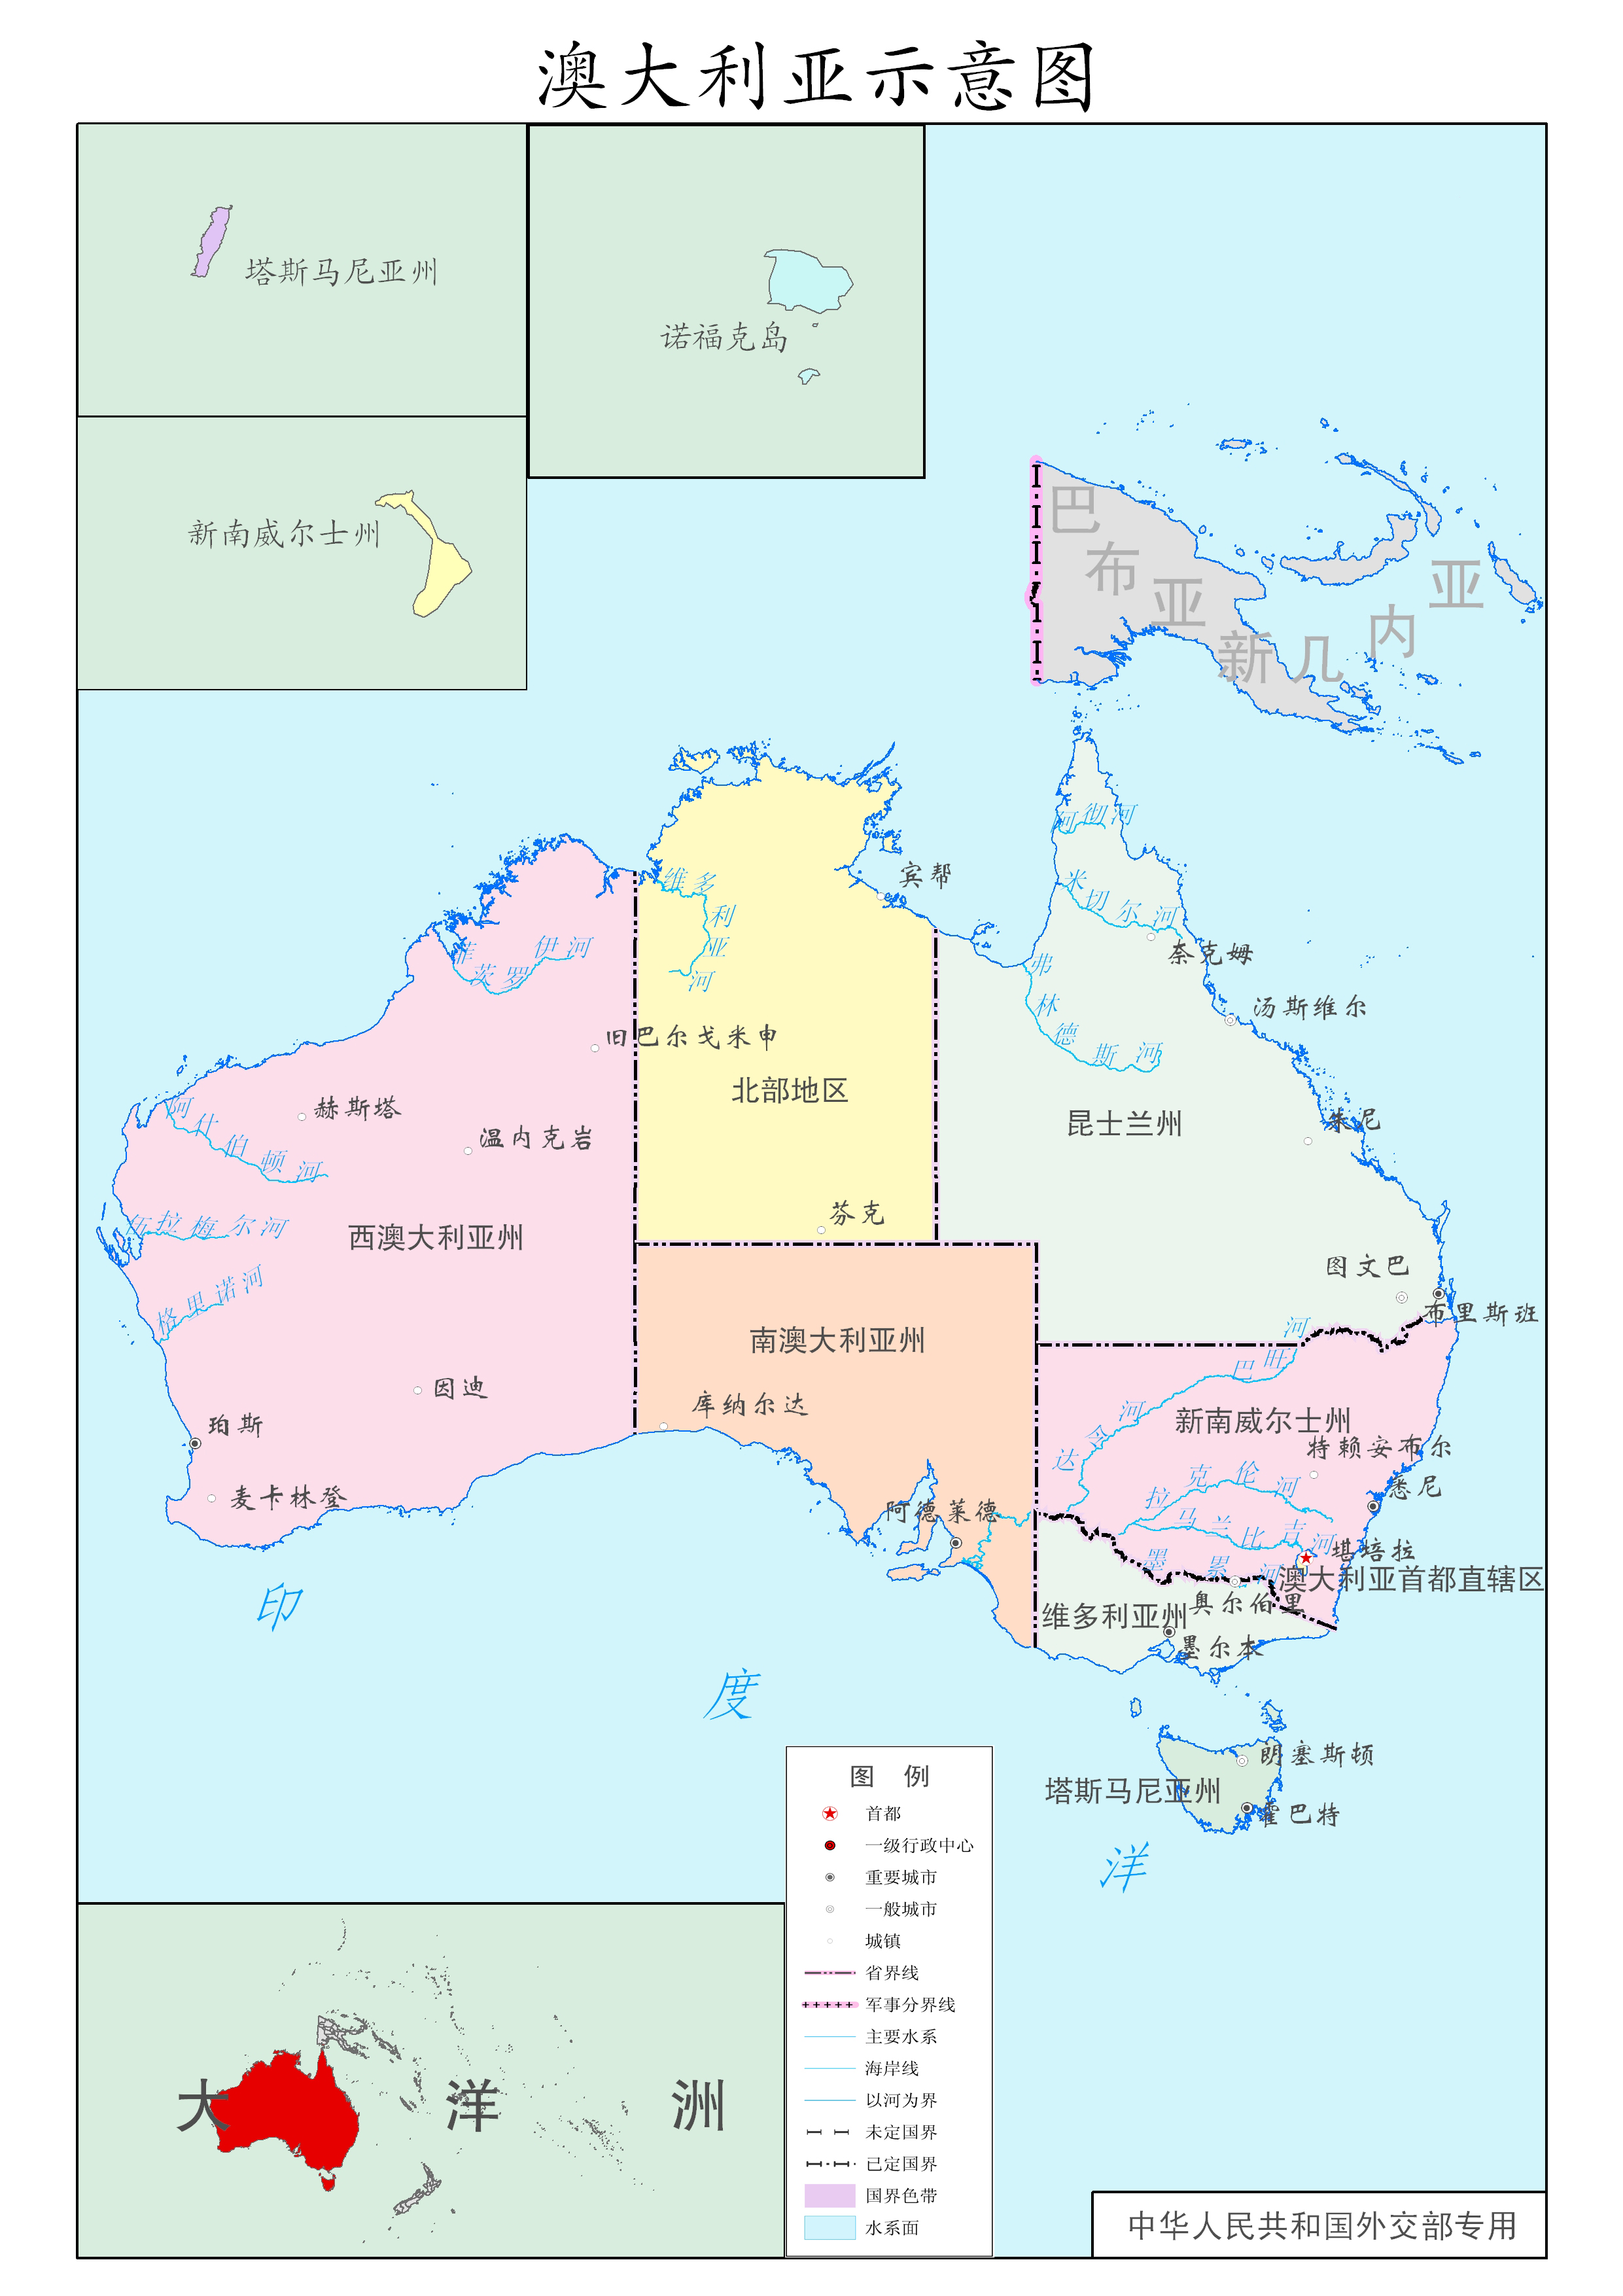 澳大利亚示意图
塔斯马尼亚州
诺福克岛
新南威尔士州
巴布亚新几内亚
阿彻河
宾帮
维多利亚河
米切尔河
菲茨罗伊河
奈克姆
弗林德斯河
汤斯维尔
旧巴尔戈米申
北部地区
阿什伯顿河
赫斯塔
昆士兰州
朱尼
温内克岩
芬克
伍拉梅尔河
西澳大利亚州
图文巴
格里诺河
布里斯班
南澳大利亚州
巴旺河
因迪
库纳尔达
达令河
新南威尔士州
珀斯
特赖安布尔
麦卡林登
拉克伦河
悉尼
阿德莱德
马兰比吉河
堪培拉
墨累河
澳大利亚首都直辖区
维多利亚州
奥尔伯里
墨尔本
印度洋
朗塞斯顿
塔斯马尼亚州
霍巴特
图 例
首都
一级行政中心
重要城市
一般城市
城镇
省界线
军事分界线
主要水系
海岸线
以河为界
未定国界
已定国界
国界色带
水系面
大洋洲
中华人民共和国外交部专用